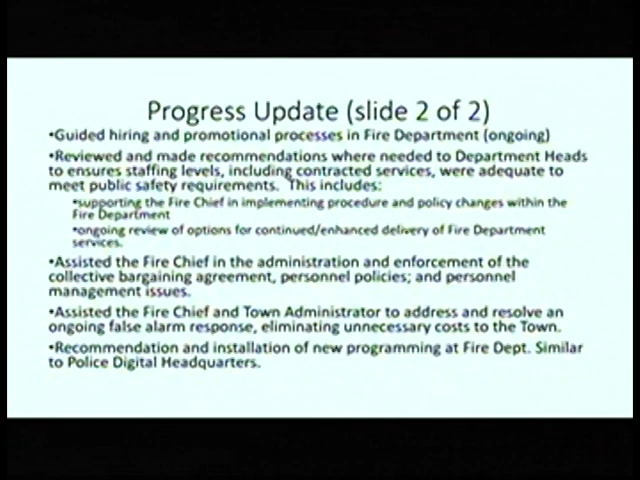 Progress Update (slide 2 of 2)
•Guided hiring and promotional processes in Fire Department (ongoing)
•Reviewed and made recommendations where needed to Department Heads
to ensures staffing levels, including contracted services, were adequate to
meet public safety requirements. This includes:
•supporting the Fire Chief in implementing procedure and policy changes within the
Fire Department
•ongoing review of options for continued/enhanced delivery of Fire Department
services.
•Assisted the Fire Chief in the administration and enforcement of the
collective bargaining agreement, personnel policies; and personnel
management issues.
•Assisted the Fire Chief and Town Administrator to address and resolve an
ongoing false alarm response, eliminating unnecessary costs to the Town.
•Recommendation and installation of new programming at Fire Dept. Similar
to Police Digital Headquarters.